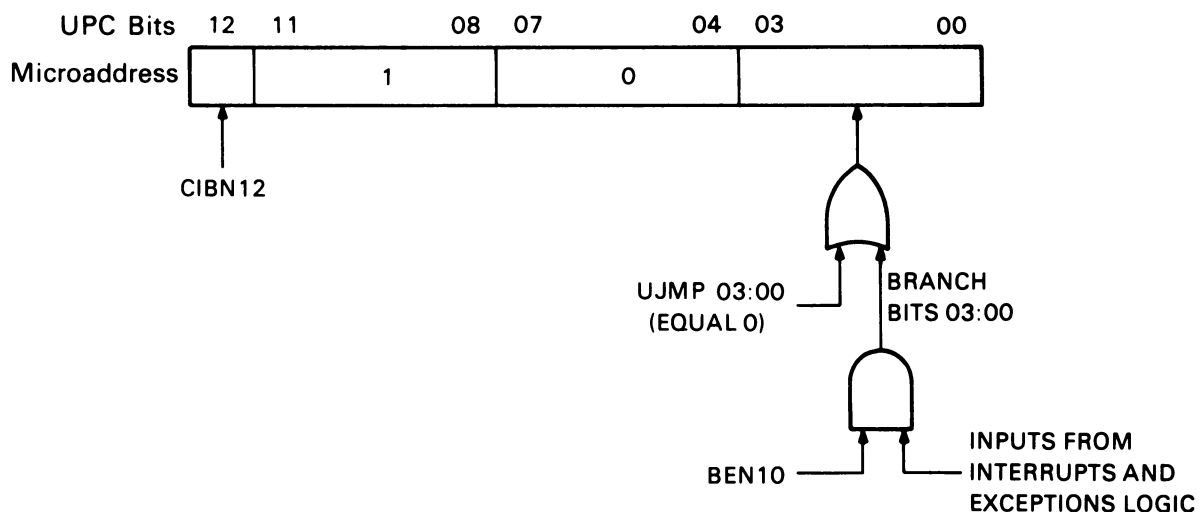 UPC Bits 12 11 08 07 04 03 00
Microaddress 1 0
CIBN12
UJMP 03:00
(EQUAL 0)
BRANCH
BITS 03:00
BEN10
INPUTS FROM
INTERRUPTS AND
EXCEPTIONS LOGIC